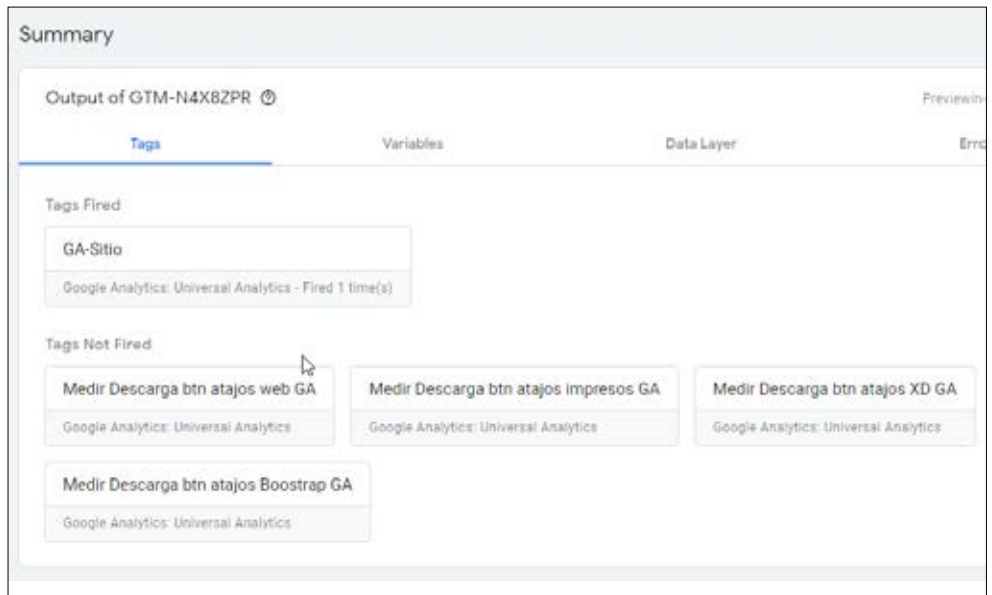 Summary
Output of GTM-N4X8ZPR
Tags Variables Data Layer
Tags Fired
GA-Sitio
Google Analytics: Universal Analytics - Fired 1 time(s)
Tags Not Fired
Medir Descarga btn atajos web GA Medir Descarga btn atajos impresos GA Medir Descarga btn atajos XD GA
Google Analytics: Universal Analytics Google Analytics: Universal Analytics Google Analytics: Universal Analytics
Medir Descarga btn atajos Boostrap GA
Google Analytics: Universal Analytics